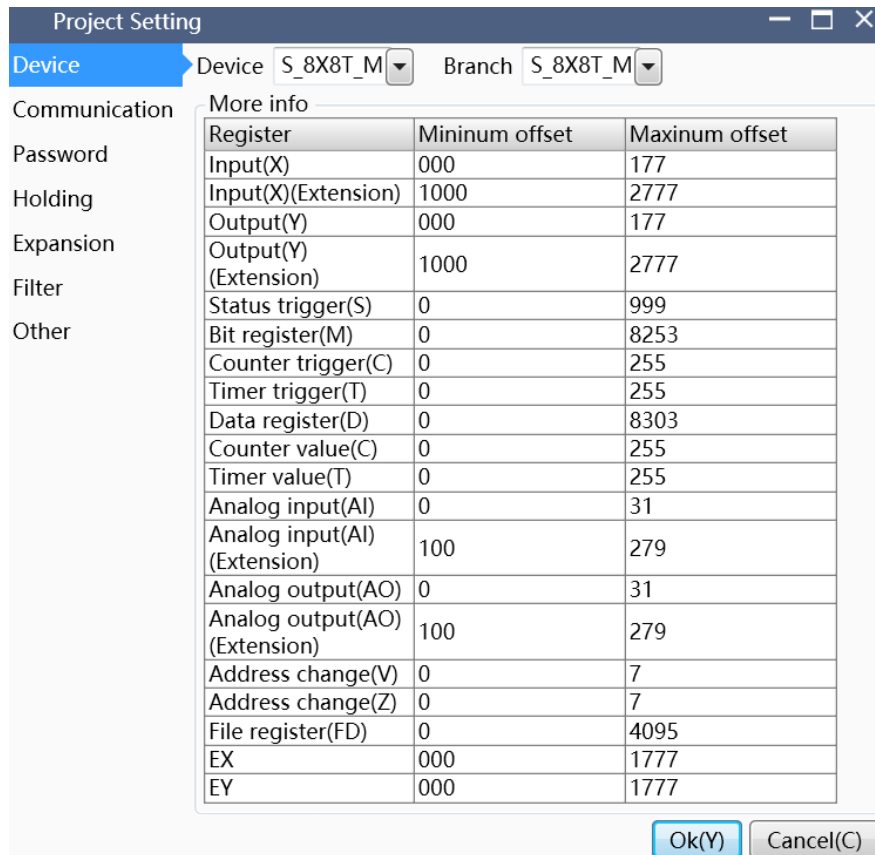 Project Setting
Device
Communication
Password
Holding
Expansion
Filter
Other
Device S_8X8T_M Branch S_8X8T_M
More info
Register Mininum offset Maxinum offset
Input(X) 000 177
Input(X)(Extension) 1000 2777
Output(Y) 000 177
Output(Y)
(Extension) 1000 2777
Status trigger(S) 0 999
Bit register(M) 0 8253
Counter trigger(C) 0 255
Timer trigger(T) 0 255
Data register(D) 0 8303
Counter value(C) 0 255
Timer value(T) 0 255
Analog input(AI) 0 31
Analog input(AI)
(Extension) 100 279
Analog output(AO) 0 31
Analog output(AO)
(Extension) 100 279
Address change(V) 0 7
Address change(Z) 0 7
File register(FD) 0 4095
EX 000 1777
EY 000 1777
Ok(Y) Cancel(C)